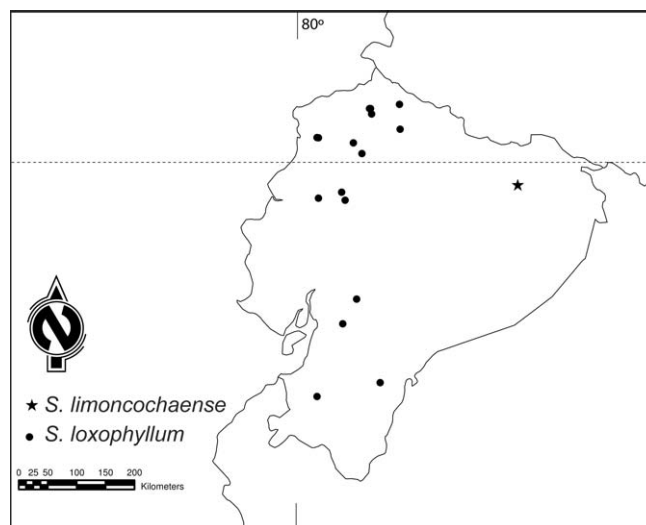 80º
★ S. limoncochaense
● S. loxophyllum
0 25 50 100 150 200
Kilometers